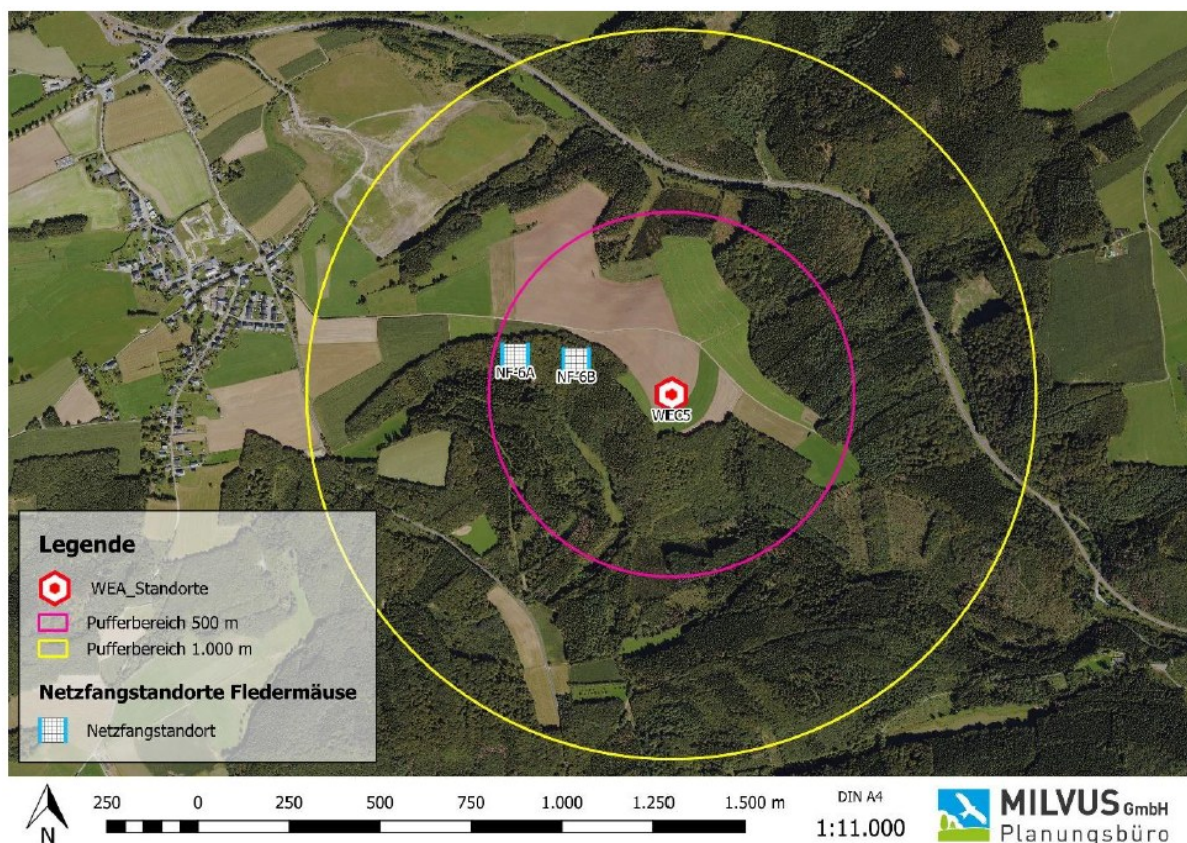 NF-6A
NF-6B
WEC5
Legende
WEA_Standorte
Pufferbereich 500 m
Pufferbereich 1.000 m
Netzfangstandorte Fledermäuse
Netzfangstandort
N
250 0 250 500 750 1.000 1.250 1.500 m
DIN A4
1:11.000
MILVUS GmbH
Planungsbüro